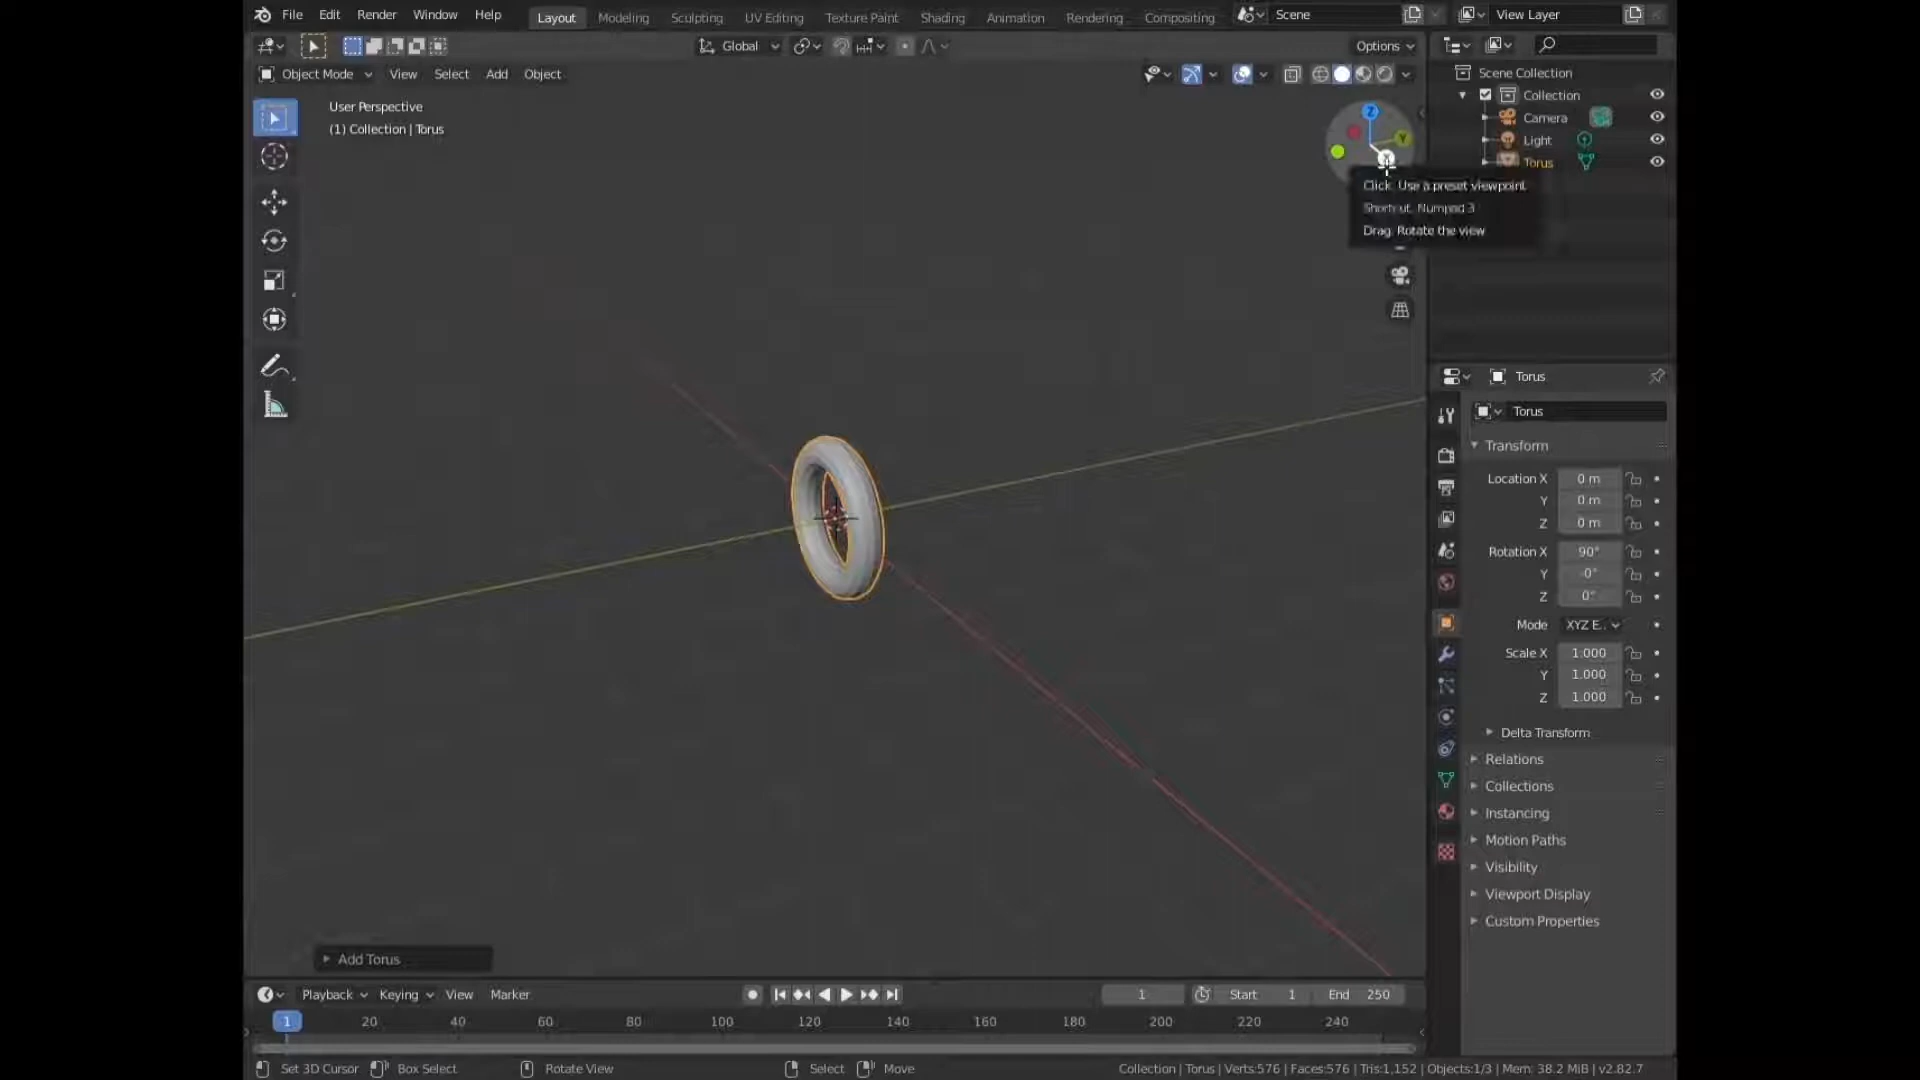 File Edit Render Window Help Layout Modeling Sculpting UV Editing Texture Paint Shading Animation Rendering Compositing Scene View Layer
Global Options
Object Mode View Select Add Object
User Perspective
(1) Collection | Torus
Z
Y
X
Click: Use a preset viewpoint
Shortcut: Numpad 3
Drag: Rotate the view
Scene Collection
Collection
Camera
Light
Torus
Torus
Torus
Transform
Location X 0 m
Y 0 m
Z 0 m
Rotation X 90°
Y -0°
Z 0°
Mode XYZ E..
Scale X 1.000
Y 1.000
Z 1.000
Delta Transform
Relations
Collections
Instancing
Motion Paths
Visibility
Viewport Display
Custom Properties
Add Torus
Playback Keying View Marker 1 Start 1 End 250
1 20 40 60 80 100 120 140 160 180 200 220 240
Set 3D Cursor Box Select Rotate View Select Move Collection | Torus | Verts:576 | Faces:576 | Tris:1,152 | Objects:1/3 | Mem: 38.2 MiB | v2.82.7